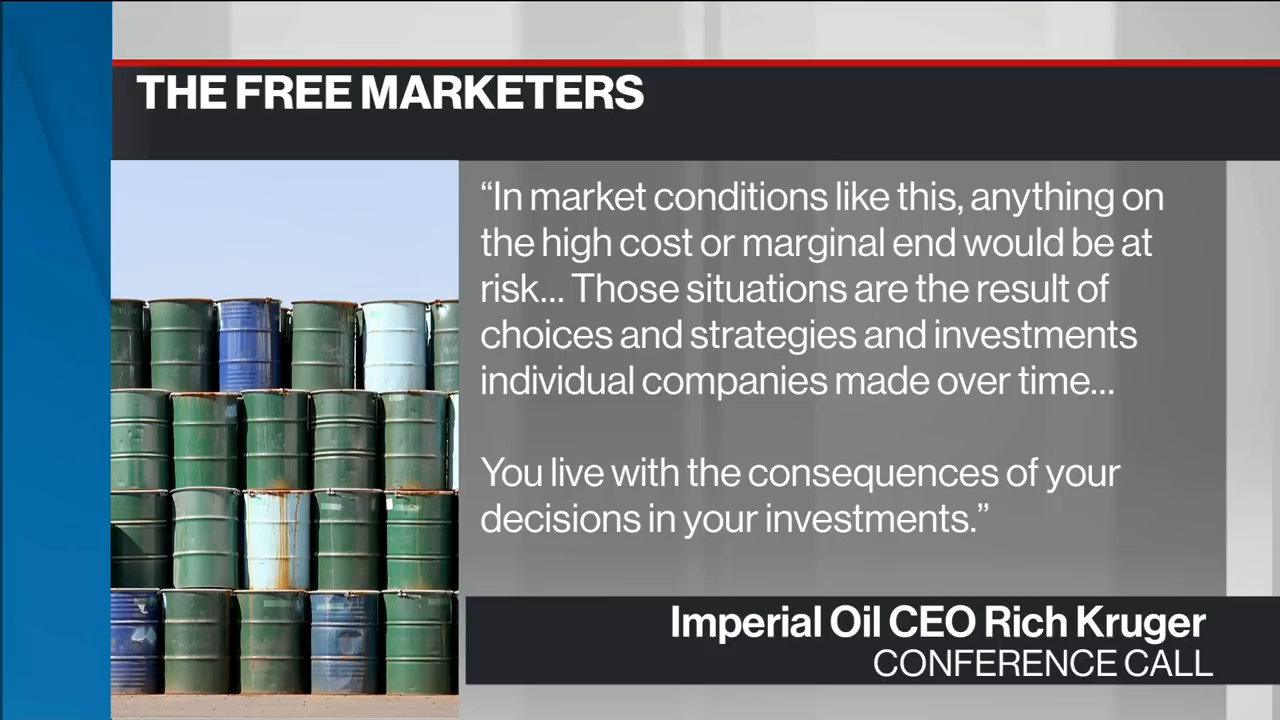 THE FREE MARKETERS
“In market conditions like this, anything on
the high cost or marginal end would be at
risk... Those situations are the result of
choices and strategies and investments
individual companies made over time...
You live with the consequences of your
decisions in your investments.”
Imperial Oil CEO Rich Kruger
CONFERENCE CALL